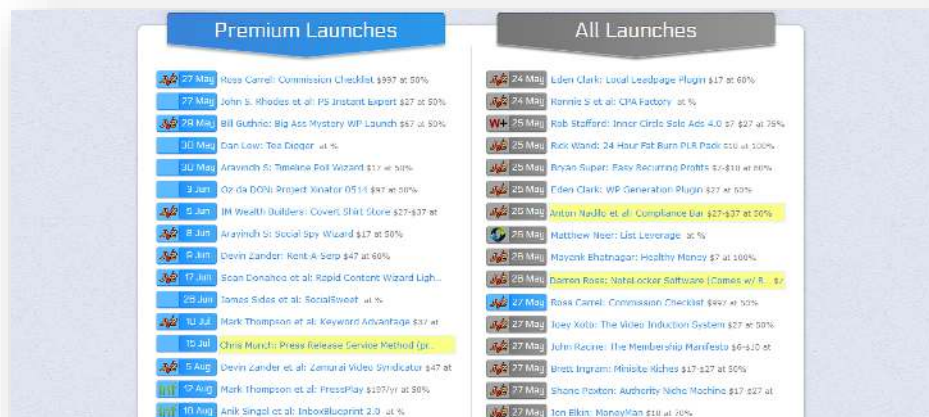 Premium Launches
27 May Ross Carrel: Commission Checklist $997 at 50%
27 May John S. Rhodes et al: PS Instant Expert $27 at 50%
28 May Bill Guthrie: Big Ass Mystery WP Launch $67 at 50%
30 May Dan Low: Tea Digger at %
30 May Aravindh S: Timeline Poll Wizard $17 at 50%
3 Jun Oz da DON: Project Xinator 0514 $97 at 50%
5 Jun IM Wealth Builders: Covert Shirt Store $27-$37 at
8 Jun Aravindh S: Social Spy Wizard $17 at 50%
9 Jun Devin Zander: Rent-A-Serp $47 at 60%
17 Jun Sean Donahoe et al: Rapid Content Wizard Ligh...
26 Jun James Sides et al: SocialSweet at %
10 Jul Mark Thompson et al: Keyword Advantage $37 at
15 Jul Chris Munch: Press Release Service Method (pr...
5 Aug Devin Zander et al: Zamurai Video Syndicator $47 at
12 Aug Mark Thompson et al: PressPlay $197/yr at 50%
18 Aug Anik Singal et al: InboxBlueprint 2.0 at %
All Launches
24 May Eden Clark: Local Leadpage Plugin $17 at 60%
24 May Ronnie S et al: CPA Factory at %
W+ 25 May Rob Stafford: Inner Circle Solo Ads 4.0 $7-$27 at 75%
25 May Rick Wand: 24 Hour Fat Burn PLR Pack $10 at 100%
25 May Bryan Super: Easy Recurring Profits $7-$10 at 60%
25 May Eden Clark: WP Generation Plugin $27 at 60%
26 May Anton Nadilo et al: Compliance Bar $27-$37 at 50%
26 May Matthew Neer: List Leverage at %
26 May Mayank Bhatnagar: Healthy Money $7 at 100%
26 May Darren Ross: NoteLocker Software (Comes w/ R...
27 May Ross Carrel: Commission Checklist $997 at 50%
27 May Joey Xoto: The Video Induction System $27 at 50%
27 May John Racine: The Membership Manifesto $6-$10 at
27 May Brett Ingram: Minisite Riches $17-$27 at 50%
27 May Shane Paxton: Authority Niche Machine $17-$27 at
27 May Jon Elkin: MoneyMan $10 at 70%